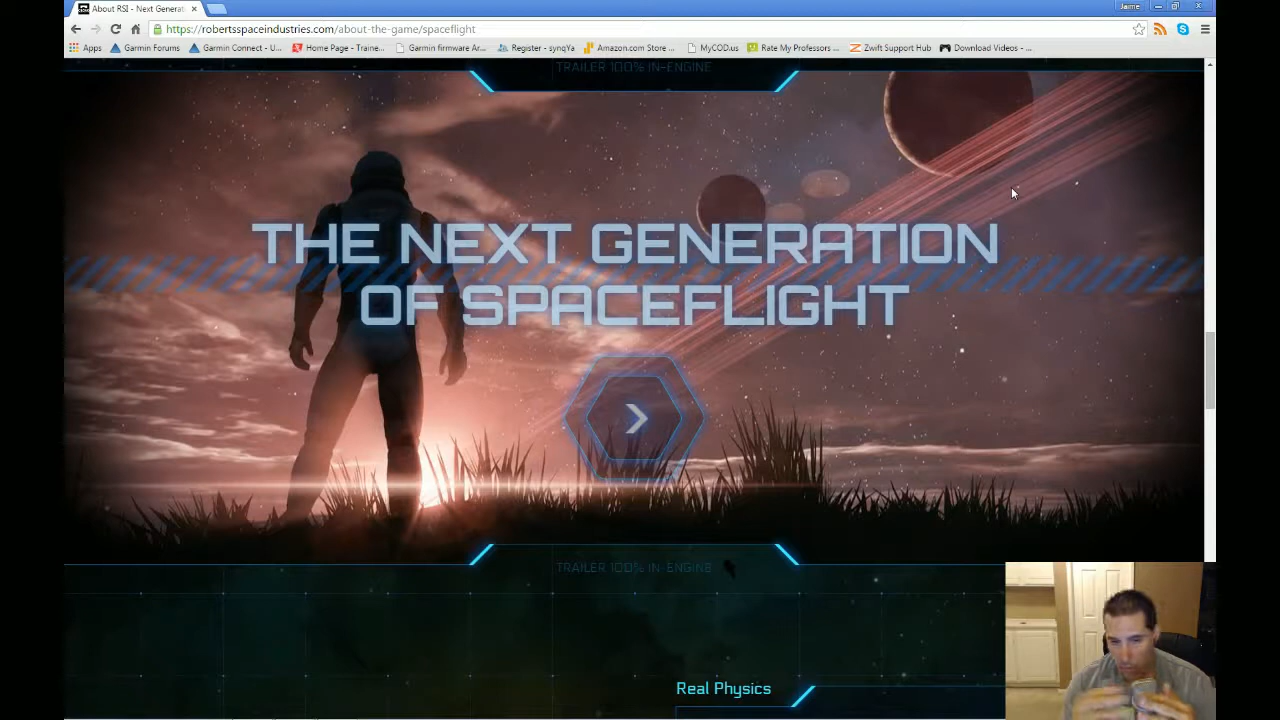 About RSI - Next Generati
Jaime
https://robertsspaceindustries.com/about-the-game/spaceflight
Apps
Garmin Forums
Garmin Connect - U...
Home Page - Traine...
Garmin firmware Ar...
Register - synqYa
Amazon.com Store ...
MyCOD.us
Rate My Professors ...
Zwift Support Hub
Download Videos - ...
TRAILER 100% IN-ENGINE
THE NEXT GENERATION
OF SPACEFLIGHT
TRAILER 100% IN-ENGINE
Real Physics